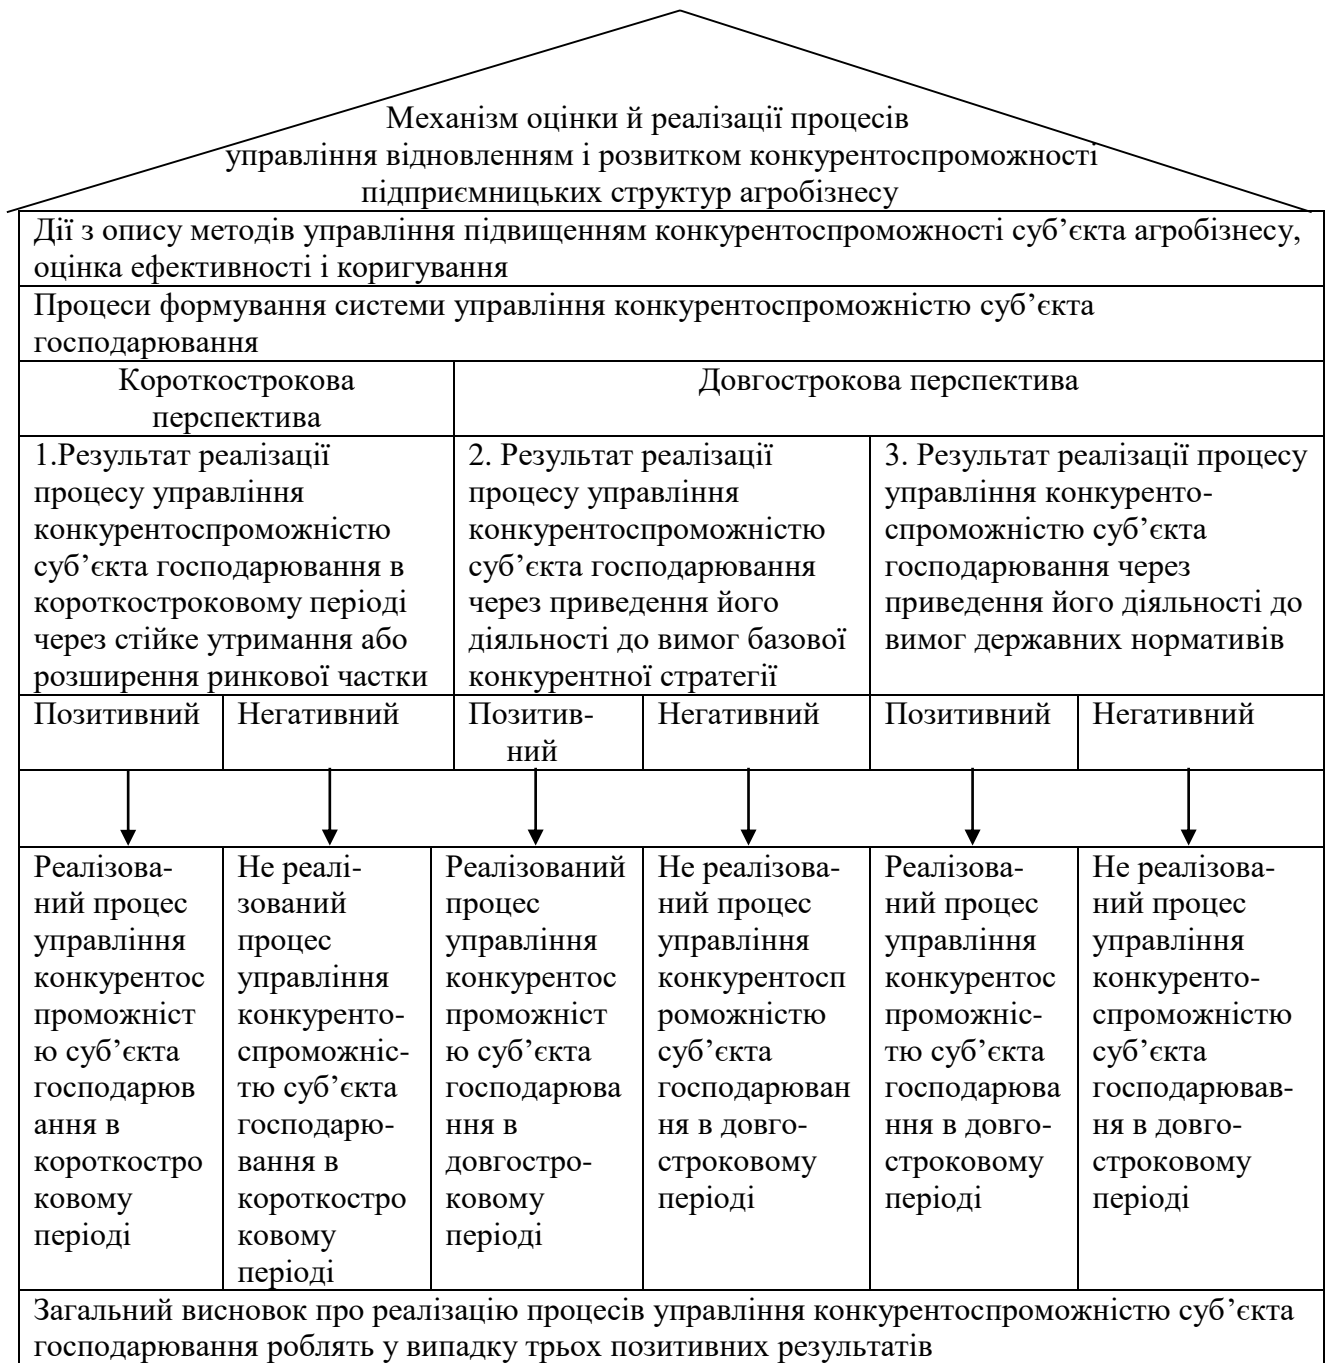 Механізм оцінки й реалізації процесів
управління відновленням і розвитком конкурентоспроможності
підприємницьких структур агробізнесу
Дії з опису методів управління підвищенням конкурентоспроможності суб’єкта агробізнесу,
оцінка ефективності і коригування
Процеси формування системи управління конкурентоспроможністю суб’єкта
господарювання
Короткострокова
перспектива
Довгострокова перспектива
1.Результат реалізації
процесу управління
конкурентоспроможністю
суб’єкта господарювання в
короткостроковому періоді
через стійке утримання або
розширення ринкової частки
2. Результат реалізації
процесу управління
конкурентоспроможністю
суб’єкта господарювання
через приведення його
діяльності до вимог базової
конкурентної стратегії
3. Результат реалізації процесу
управління конкуренто-
спроможністю суб’єкта
господарювання через
приведення його діяльності до
вимог державних нормативів
Позитивний
Негативний
Позитив-
ний
Негативний
Позитивний
Негативний
Реалізова-
ний процес
управління
конкурентос
проможніст
ю суб’єкта
господарюв
ання в
короткостро
ковому
періоді
Не реалі-
зований
процес
управління
конкуренто-
спроможніс-
тю суб’єкта
господарю-
вання в
короткостро
ковому
періоді
Реалізований
процес
управління
конкурентос
проможніст
ю суб’єкта
господарюва
ння в
довгостро-
ковому
періоді
Не реалізова-
ний процес
управління
конкурентосп
роможністю
суб’єкта
господарюван
ня в довго-
строковому
періоді
Реалізова-
ний процес
управління
конкурентос
проможніс-
тю суб’єкта
господарюва
ння в довго-
строковому
періоді
Не реалізова-
ний процес
управління
конкуренто-
спроможністю
суб’єкта
господарював-
ня в довго-
строковому
періоді
Загальний висновок про реалізацію процесів управління конкурентоспроможністю суб’єкта
господарювання роблять у випадку трьох позитивних результатів